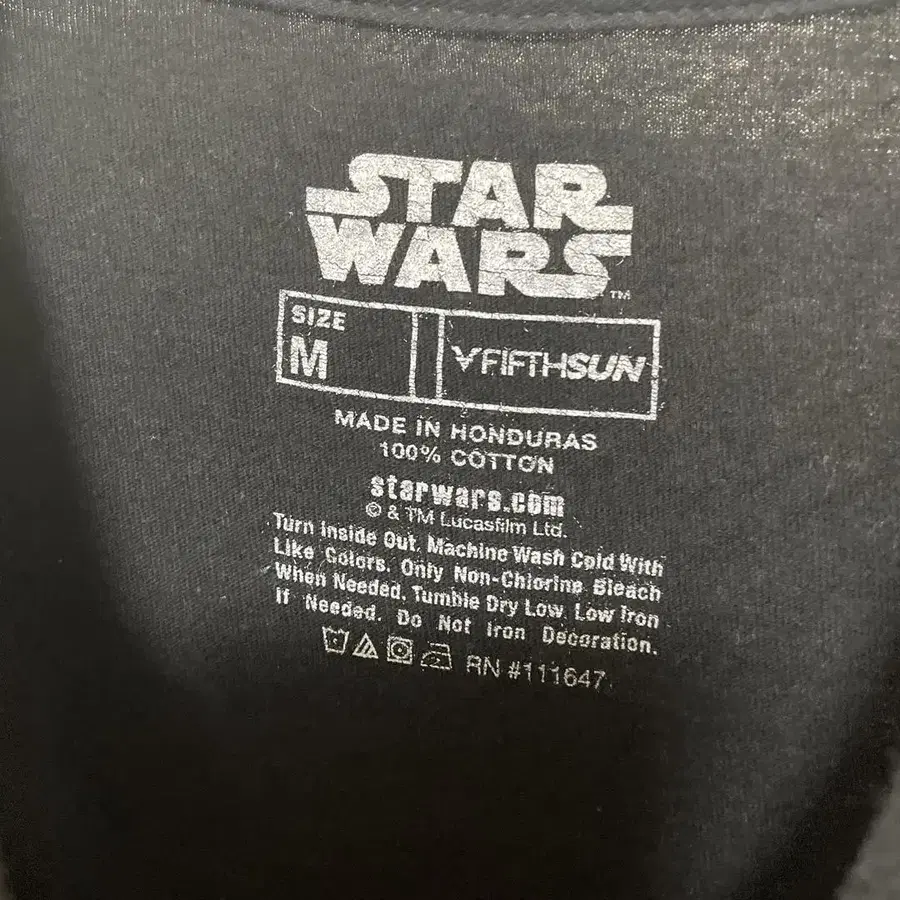 STAR
WARS™
SIZE
M
FIFTHSUN
MADE IN HONDURAS
100% COTTON
starwars.com
© & TM Lucasfilm Ltd.
Turn Inside Out. Machine Wash Cold With
Like Colors. Only Non-Chlorine Bleach
When Needed. Tumble Dry Low. Low Iron
If Needed. Do Not Iron Decoration.
RN #111647